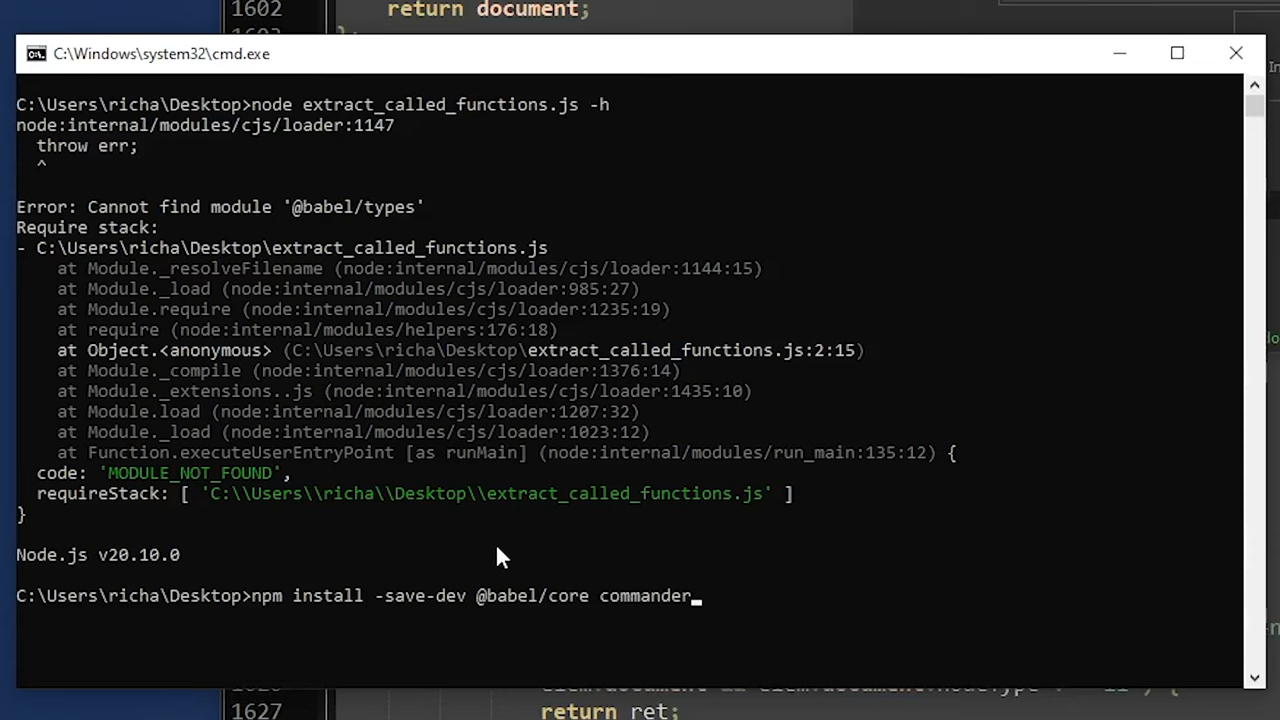 1602 return document;
C:\Windows\system32\cmd.exe
C:\Users\richa\Desktop>node extract_called_functions.js -h
node:internal/modules/cjs/loader:1147
throw err;
^
Error: Cannot find module '@babel/types'
Require stack:
- C:\Users\richa\Desktop\extract_called_functions.js
at Module._resolveFilename (node:internal/modules/cjs/loader:1144:15)
at Module._load (node:internal/modules/cjs/loader:985:27)
at Module.require (node:internal/modules/cjs/loader:1235:19)
at require (node:internal/modules/helpers:176:18)
at Object.<anonymous> (C:\Users\richa\Desktop\extract_called_functions.js:2:15)
at Module._compile (node:internal/modules/cjs/loader:1376:14)
at Module._extensions..js (node:internal/modules/cjs/loader:1435:10)
at Module.load (node:internal/modules/cjs/loader:1207:32)
at Module._load (node:internal/modules/cjs/loader:1023:12)
at Function.executeUserEntryPoint [as runMain] (node:internal/modules/run_main:135:12) {
code: 'MODULE_NOT_FOUND',
requireStack: [ 'C:\\Users\\richa\\Desktop\\extract_called_functions.js' ]
}
Node.js v20.10.0
C:\Users\richa\Desktop>npm install -save-dev @babel/core commander
1627 return ret;